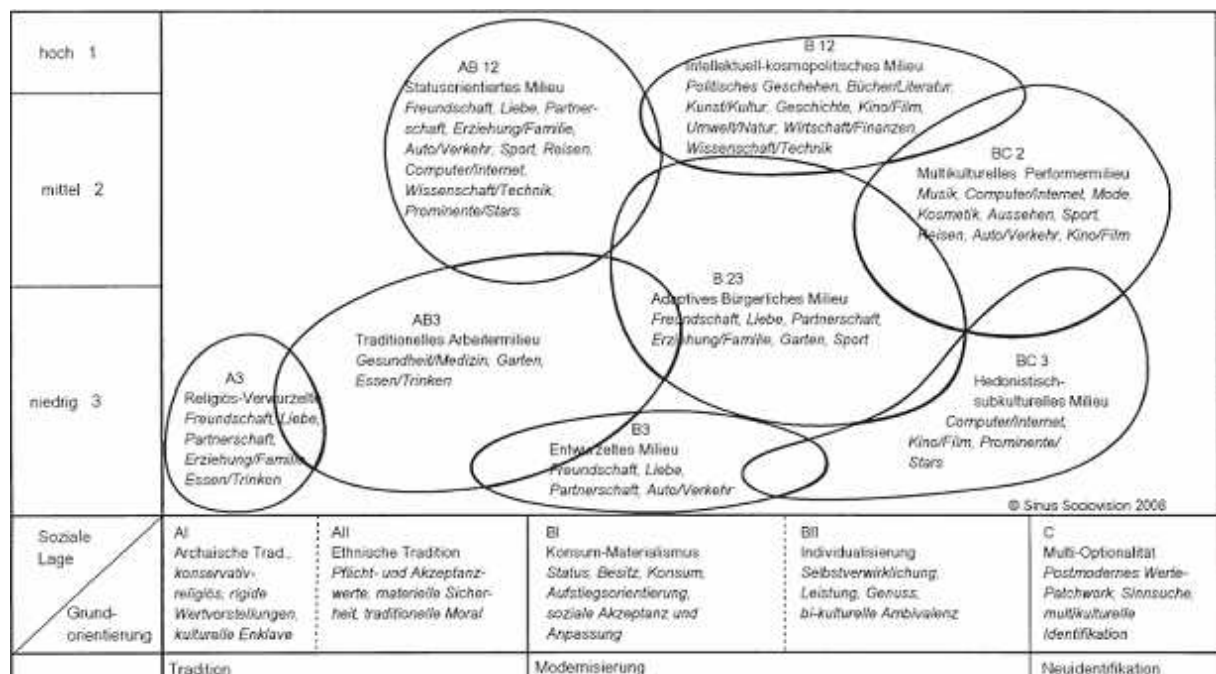 hoch 1
mittel 2
niedrig 3
AB 12
Statusorientiertes Milieu
Freundschaft, Liebe, Partner-
schaft, Erziehung/Familie,
Auto/Verkehr, Sport, Reisen,
Computer/Internet,
Wissenschaft/Technik,
Prominente/Stars
B 12
Intellektuell-kosmopolitisches Milieu
Politisches Geschehen, Bücher/Literatur,
Kunst/Kultur, Geschichte, Kino/Film,
Umwelt/Natur, Wirtschaft/Finanzen,
Wissenschaft/Technik
BC 2
Multikulturelles Performermilieu
Musik, Computer/Internet, Mode,
Kosmetik, Aussehen, Sport,
Reisen, Auto/Verkehr, Kino/Film
B 23
Adaptives Bürgerliches Milieu
Freundschaft, Liebe, Partnerschaft,
Erziehung/Familie, Garten, Sport
AB3
Traditionelles Arbeitermilieu
Gesundheit/Medizin, Garten,
Essen/Trinken
A3
Religiös-Verwurzelte
Freundschaft, Liebe,
Partnerschaft,
Erziehung/Familie
Essen/Trinken
B3
Entwurzeltes Milieu
Freundschaft, Liebe,
Partnerschaft, Auto/Verkehr
BC 3
Hedonistisch-
subkulturelles Milieu
Computer/Internet,
Kino/Film, Prominente/
Stars
© Sinus Sociovision 2008
Soziale
Lage
Grund-
orientierung
AI
Archaische Trad.,
konservativ-
religiös, rigide
Wertvorstellungen,
kulturelle Enklave
AII
Ethnische Tradition
Pflicht- und Akzeptanz-
werte, materielle Sicher-
heit, traditionelle Moral
BI
Konsum-Materialismus
Status, Besitz, Konsum,
Aufstiegsorientierung,
soziale Akzeptanz und
Anpassung
BII
Individualisierung
Selbstverwirklichung,
Leistung, Genuss,
bi-kulturelle Ambivalenz
C
Multi-Optionalität
Postmodernes Werte-
Patchwork, Sinnsuche,
multikulturelle
Identifikation
Tradition
Modernisierung
Neuidentifikation